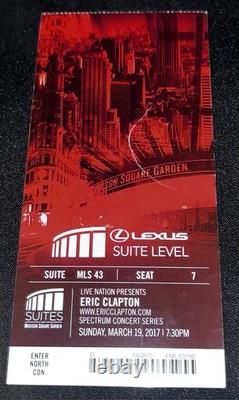 MADISON SQUARE GARDEN
LEXUS
SUITE LEVEL
SUITE MLS 43 SEAT 7
SUITES
MADISON SQUARE GARDEN
LIVE NATION PRESENTS
ERIC CLAPTON
WWW.ERICCLAPTON.COM
SPECTRUM CONCERT SERIES
SUNDAY, MARCH 19, 2017 | 7:30PM
ENTER
NORTH
CON
ebay